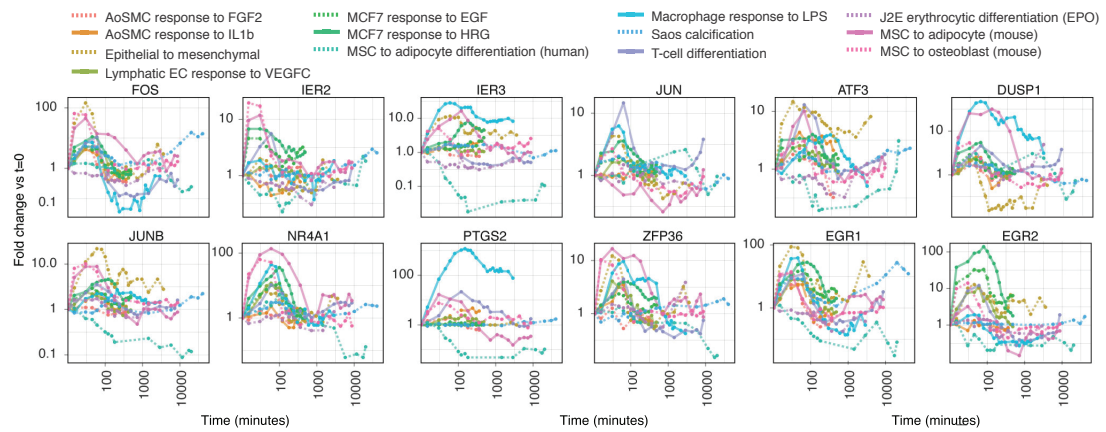 AoSMC response to FGF2
AoSMC response to IL1b
Epithelial to mesenchymal
Lymphatic EC response to VEGFC
MCF7 response to EGF
MCF7 response to HRG
MSC to adipocyte differentiation (human)
Macrophage response to LPS
Saos calcification
T-cell differentiation
J2E erythrocytic differentiation (EPO)
MSC to adipocyte (mouse)
MSC to osteoblast (mouse)
Fold change vs t=0
FOS IER2 IER3 JUN ATF3 DUSP1
100 1 0.1
10 1
10.0 1.0 0.1
10 1
10 1
10 1
JUNB NR4A1 PTGS2 ZFP36 EGR1 EGR2
10.0 1.0 0.1
100 1
100 1
10 1
100 1
100 10 1
100 1000 10000 100 1000 10000 100 1000 10000 100 1000 10000 100 1000 10000 100 1000 10000
Time (minutes) Time (minutes) Time (minutes)